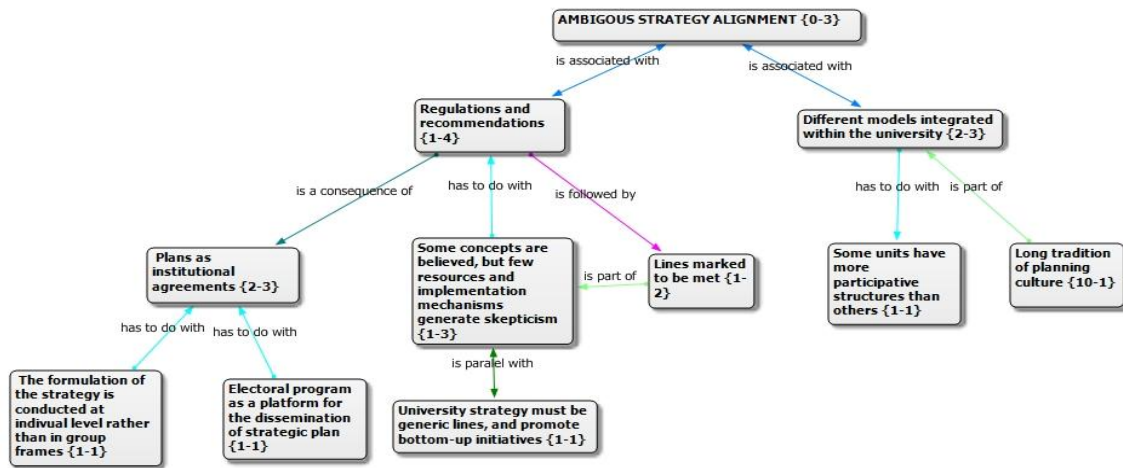 AMBIGOUS STRATEGY ALIGNMENT {0-3}
is associated with
is associated with
Regulations and
recommendations
{1-4}
Different models integrated
within the university {2-3}
is a consequence of
has to do with
is followed by
has to do with
is part of
Plans as
institutional
agreements {2-3}
Some concepts are
believed, but few
resources and
implementation
mechanisms
generate skepticism
{1-3}
is part of
Lines marked
to be met {1-
2}
Some units have
more
participative
structures than
others {1-1}
Long tradition
of planning
culture {10-1}
has to do with
has to do with
is paralel with
The formulation of
the strategy is
conducted at
indivual level rather
than in group
frames {1-1}
Electoral program
as a platform for
the dissemination
of strategic plan
{1-1}
University strategy must be
generic lines, and promote
bottom-up initiatives {1-1}